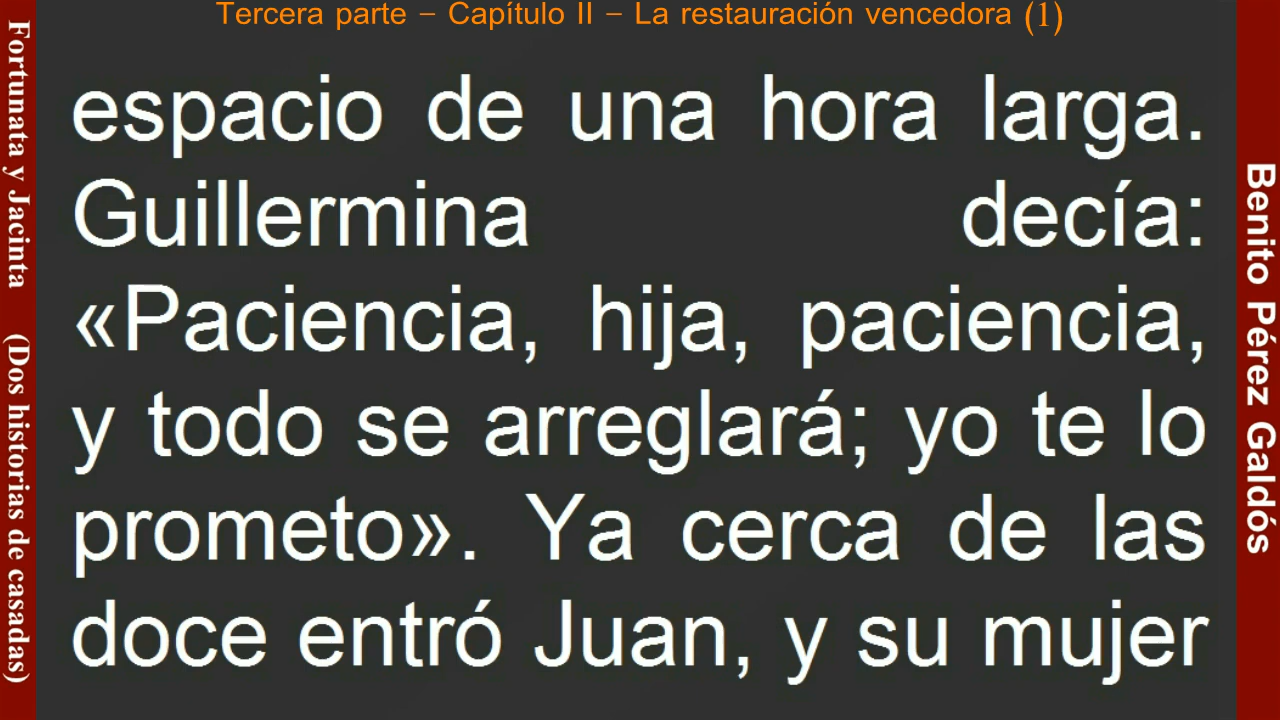 Tercera parte – Capítulo II – La restauración vencedora (1)
Fortunata y Jacinta (Dos historias de casadas)
espacio de una hora larga.
Guillermina decía:
«Paciencia, hija, paciencia,
y todo se arreglará; yo te lo
prometo». Ya cerca de las
doce entró Juan, y su mujer
Benito Pérez Galdós